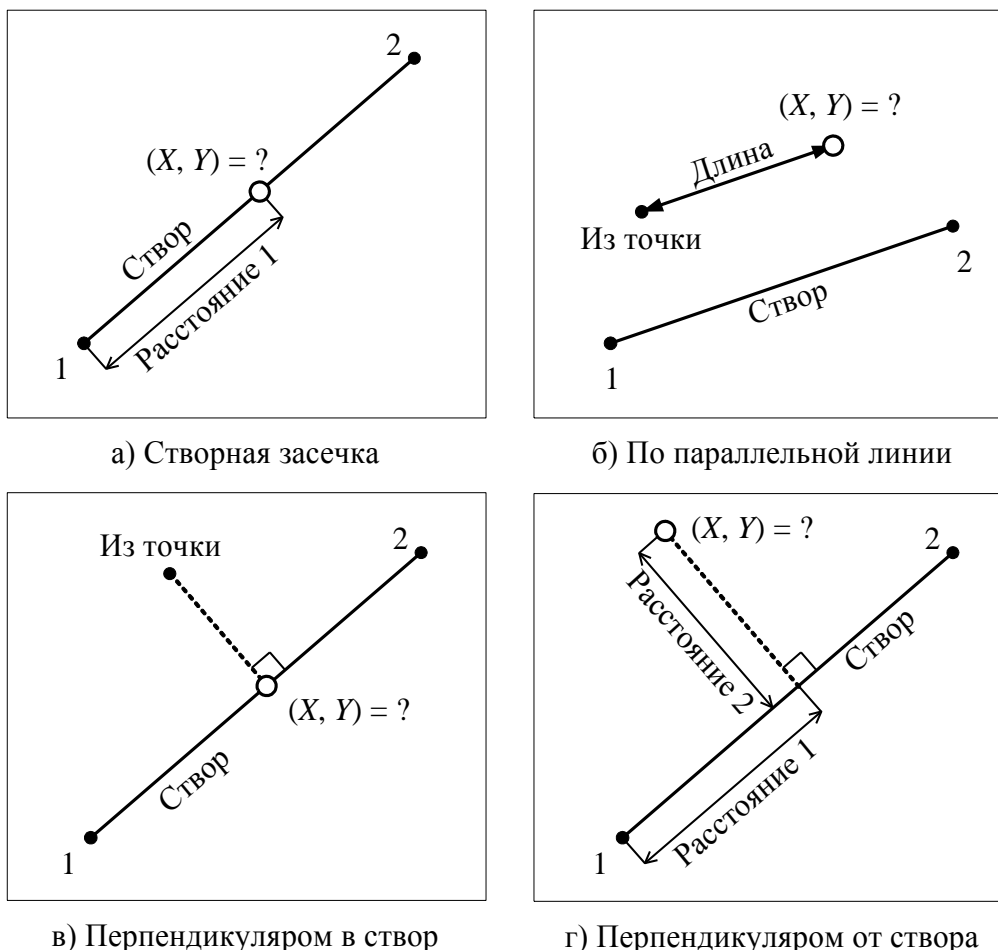 2
(X, Y) = ?
Створ
Расстояние 1
1
а) Створная засечка
(X, Y) = ?
Длина
Из точки
2
Створ
1
б) По параллельной линии
Из точки
2
(X, Y) = ?
Створ
1
в) Перпендикуляром в створ
(X, Y) = ?
2
Расстояние 2
Створ
Расстояние 1
1
г) Перпендикуляром от створа